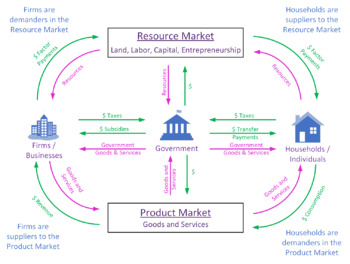 Firms are
demanders in the
Resource Market
Households are
suppliers to the
Resource Market
Resource Market
Land, Labor, Capital, Entrepreneurship
$ Factor
Payments
Resources
Resources
$
$ Factor
Payments
Resources
$ Taxes
$ Subsidies
Government
Goods & Services
$ Taxes
$ Transfer
Payments
Government
Goods & Services
Firms /
Businesses
Government
Households /
Individuals
Goods and
Services
$ Revenue
Goods and
Services
$
Goods and
Services
$ Consumption
Product Market
Goods and Services
Firms are
suppliers to the
Product Market
Households are
demanders in the
Product Market